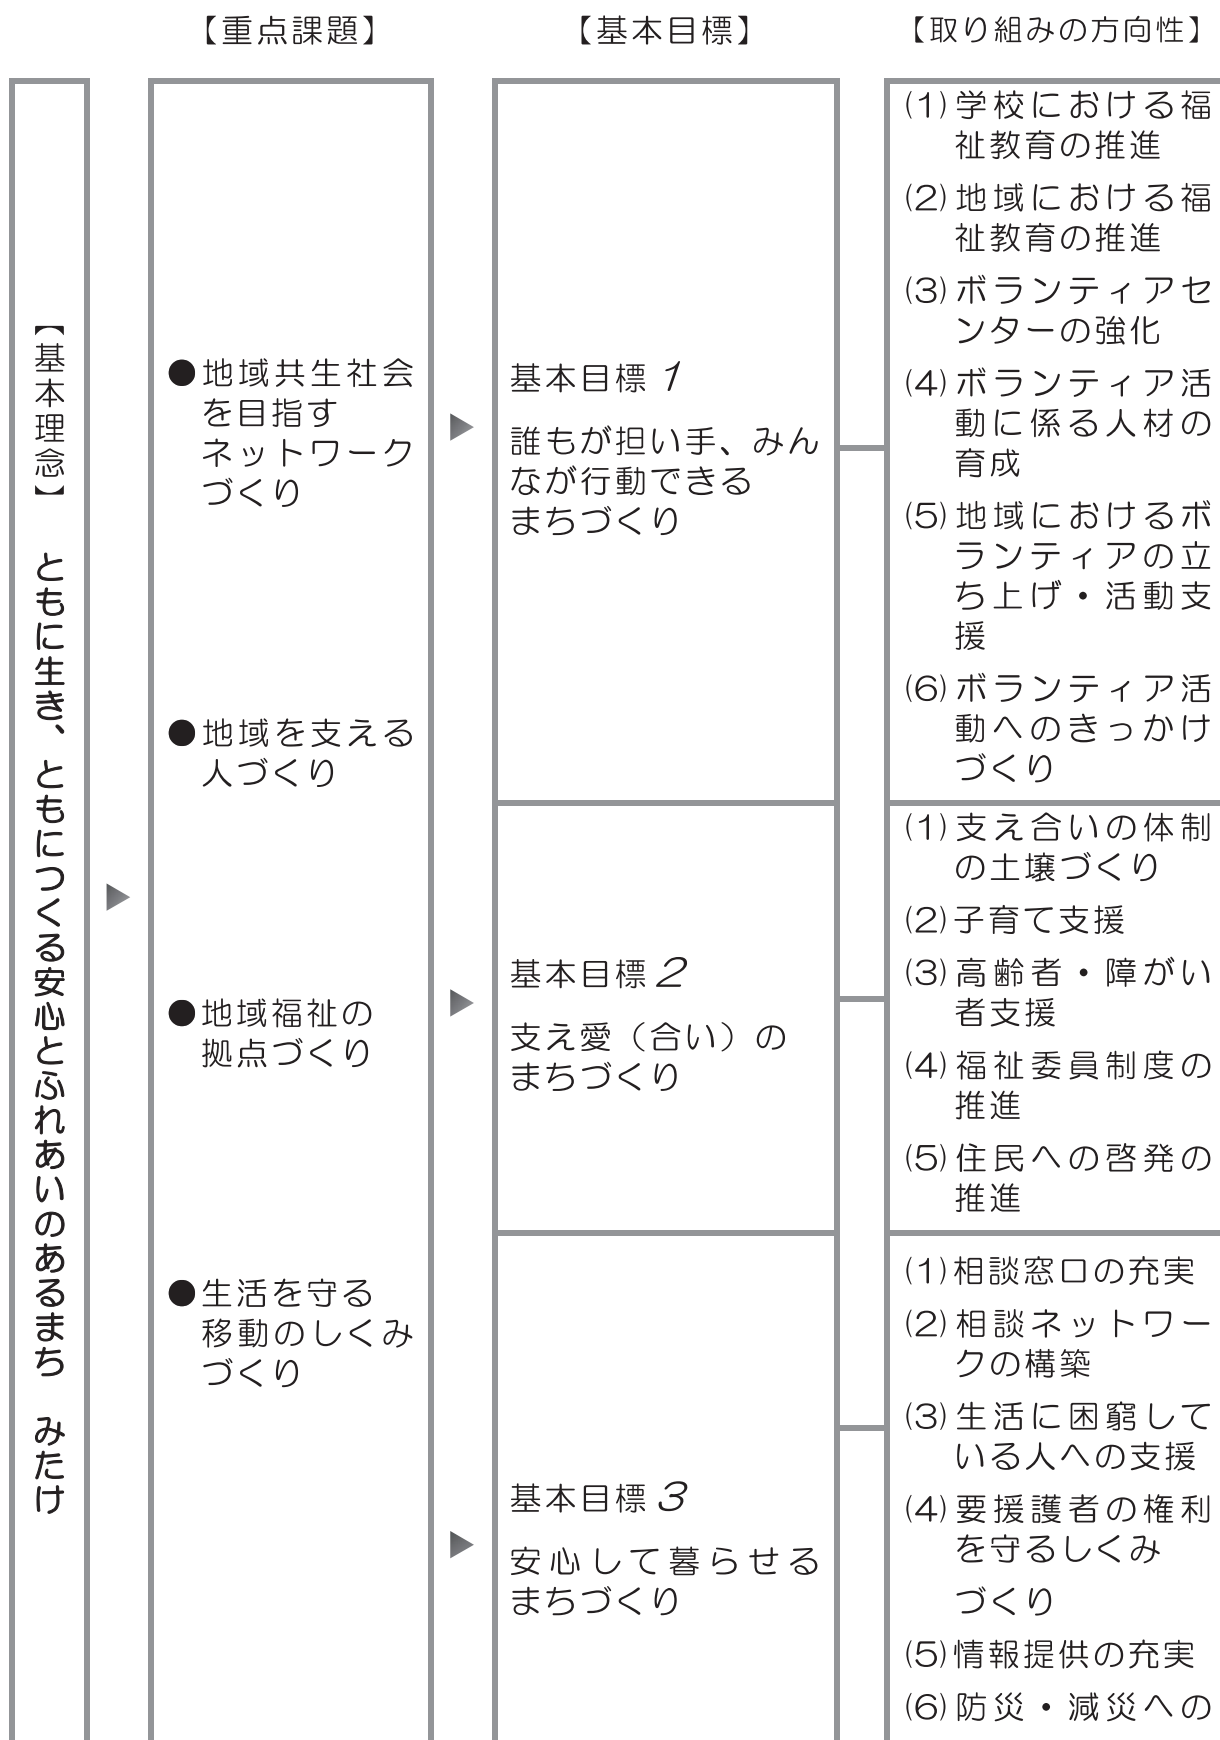 【重点課題】
【基本目標】
【取り組みの方向性】
【基本理念】 ともに生き、ともにつくる安心とふれあいのあるまち みたけ
●地域共生社会
を目指す
ネットワーク
づくり
●地域を支える
人づくり
●地域福祉の
拠点づくり
●生活を守る
移動のしくみ
づくり
基本目標 1
誰もが担い手、みん
なが行動できる
まちづくり
(1)学校における福
祉教育の推進
(2)地域における福
祉教育の推進
(3)ボランティアセ
ンターの強化
(4)ボランティア活
動に係る人材の
育成
(5)地域におけるボ
ランティアの立
ち上げ・活動支
援
(6)ボランティア活
動へのきっかけ
づくり
基本目標 2
支え愛（合い）の
まちづくり
(1)支え合いの体制
の土壌づくり
(2)子育て支援
(3)高齢者・障がい
者支援
(4)福祉委員制度の
推進
(5)住民への啓発の
推進
基本目標 3
安心して暮らせる
まちづくり
(1)相談窓口の充実
(2)相談ネットワー
クの構築
(3)生活に困窮して
いる人への支援
(4)要援護者の権利
を守るしくみ
づくり
(5)情報提供の充実
(6)防災・減災への